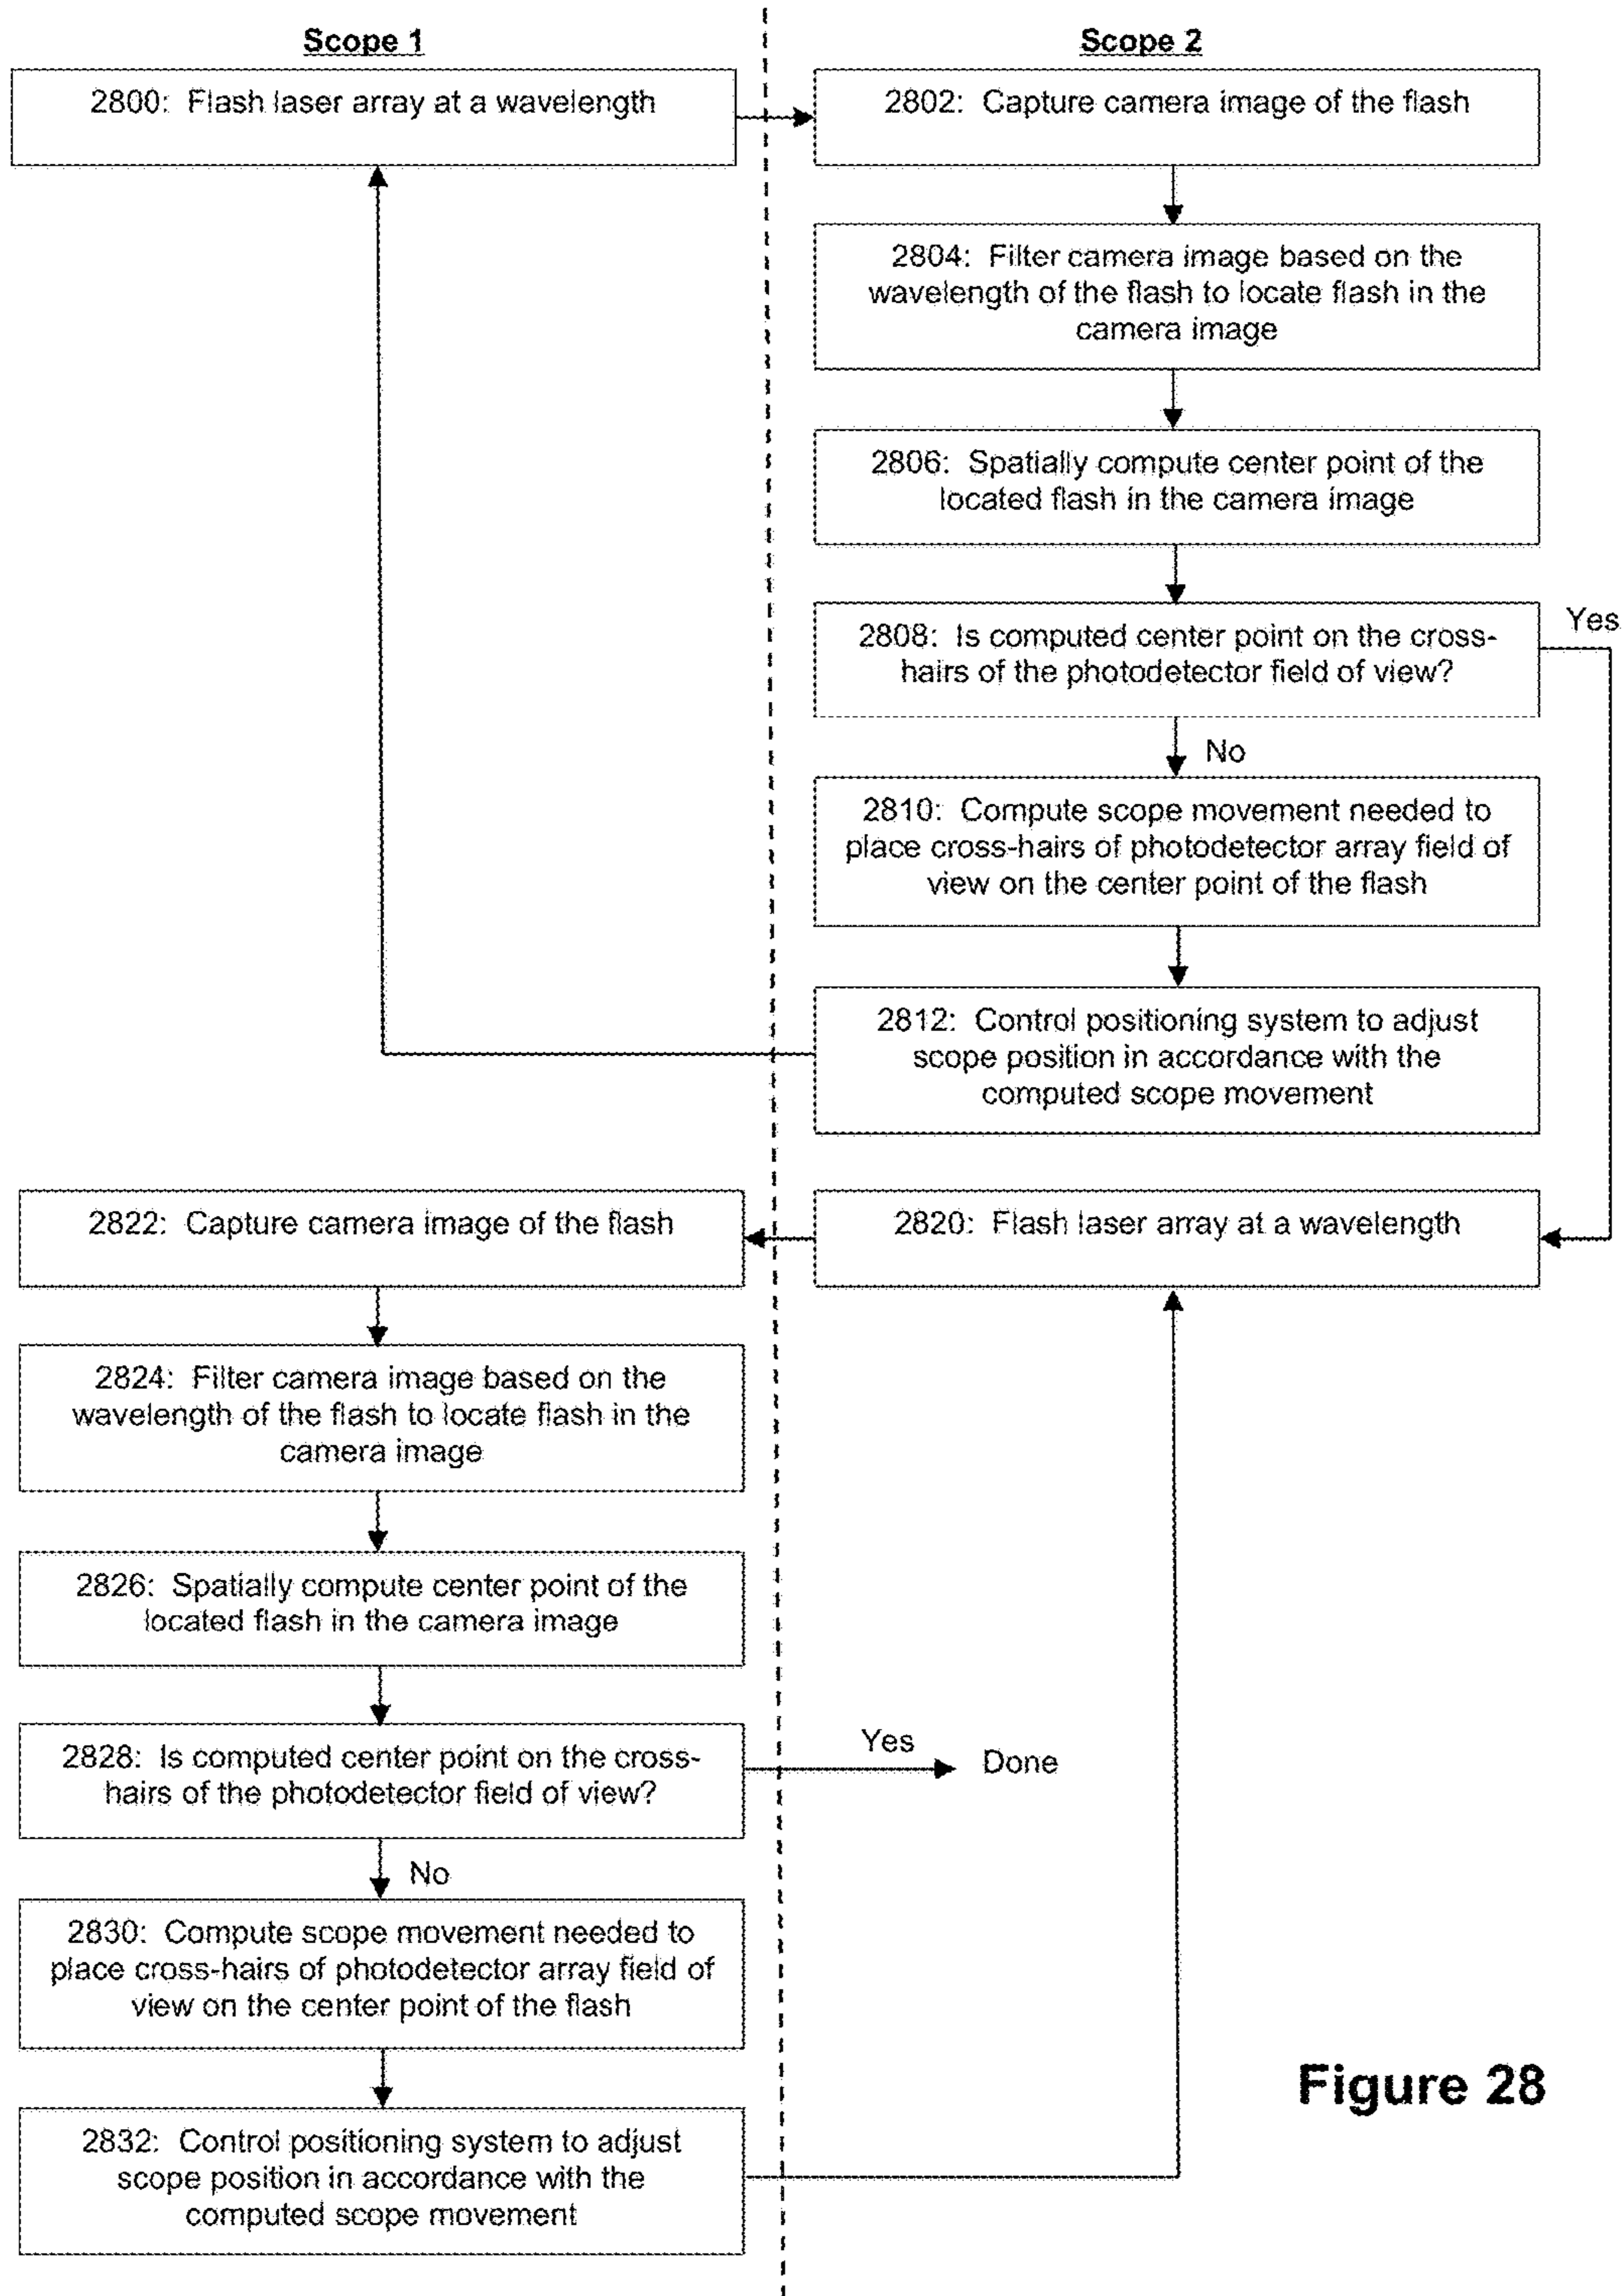 Scope 1
Scope 2
2800: Flash laser array at a wavelength
2802: Capture camera image of the flash
2804: Filter camera image based on the
wavelength of the flash to locate flash in the
camera image
2806: Spatially compute center point of the
located flash in the camera image
2808: Is computed center point on the cross-
hairs of the photodetector field of view?
Yes
No
2810: Compute scope movement needed to
place cross-hairs of photodetector array field of
view on the center point of the flash
2812: Control positioning system to adjust
scope position in accordance with the
computed scope movement
2820: Flash laser array at a wavelength
2822: Capture camera image of the flash
2824: Filter camera image based on the
wavelength of the flash to locate flash in the
camera image
2826: Spatially compute center point of the
located flash in the camera image
2828: Is computed center point on the cross-
hairs of the photodetector field of view?
Yes
Done
No
2830: Compute scope movement needed to
place cross-hairs of photodetector array field of
view on the center point of the flash
2832: Control positioning system to adjust
scope position in accordance with the
computed scope movement
Figure 28